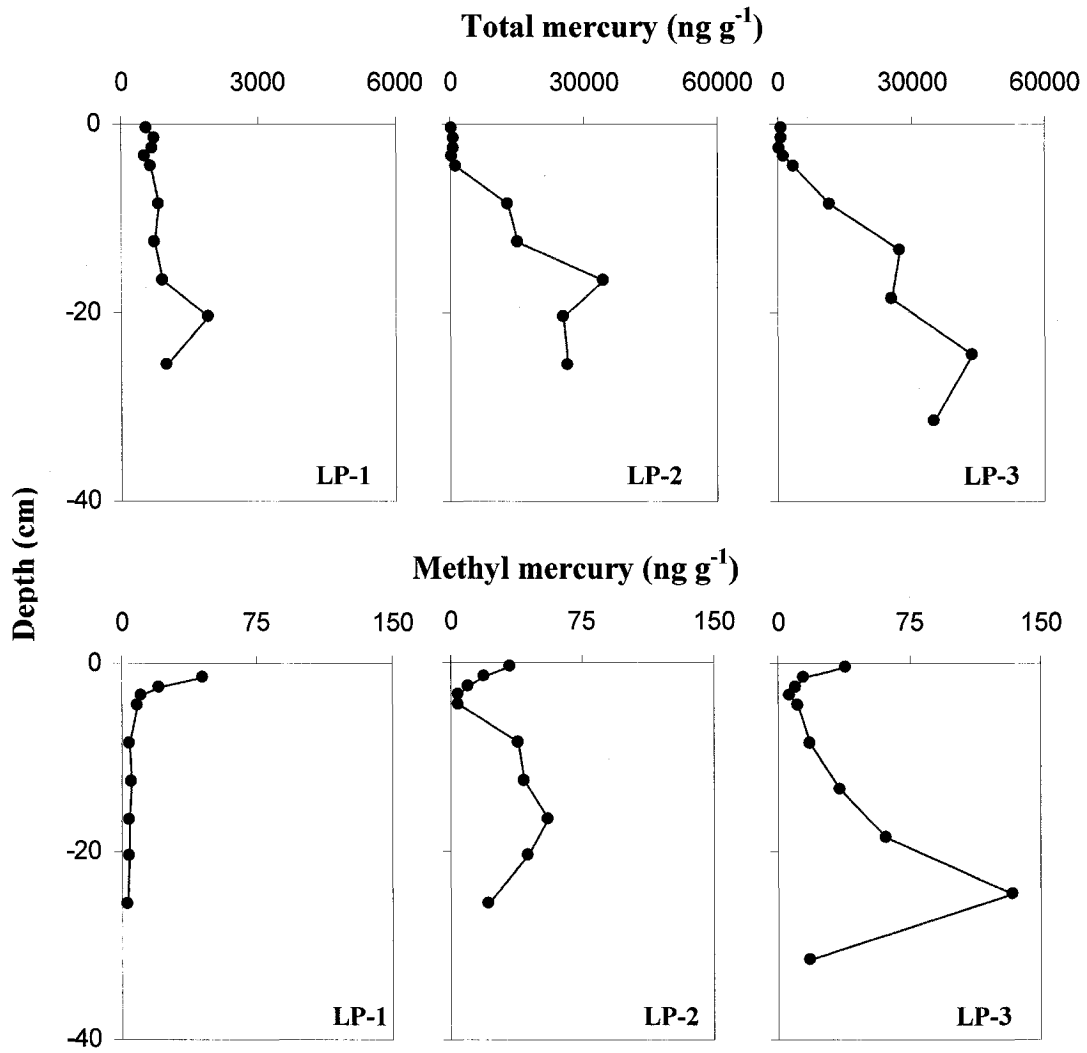 Total mercury (ng g-1)
0 3000 6000 0 30000 60000 0 30000 60000
0
-20
-40
LP-1 LP-2 LP-3
Depth (cm)
Methyl mercury (ng g-1)
0 75 150 0 75 150 0 75 150
0
-20
-40
LP-1 LP-2 LP-3